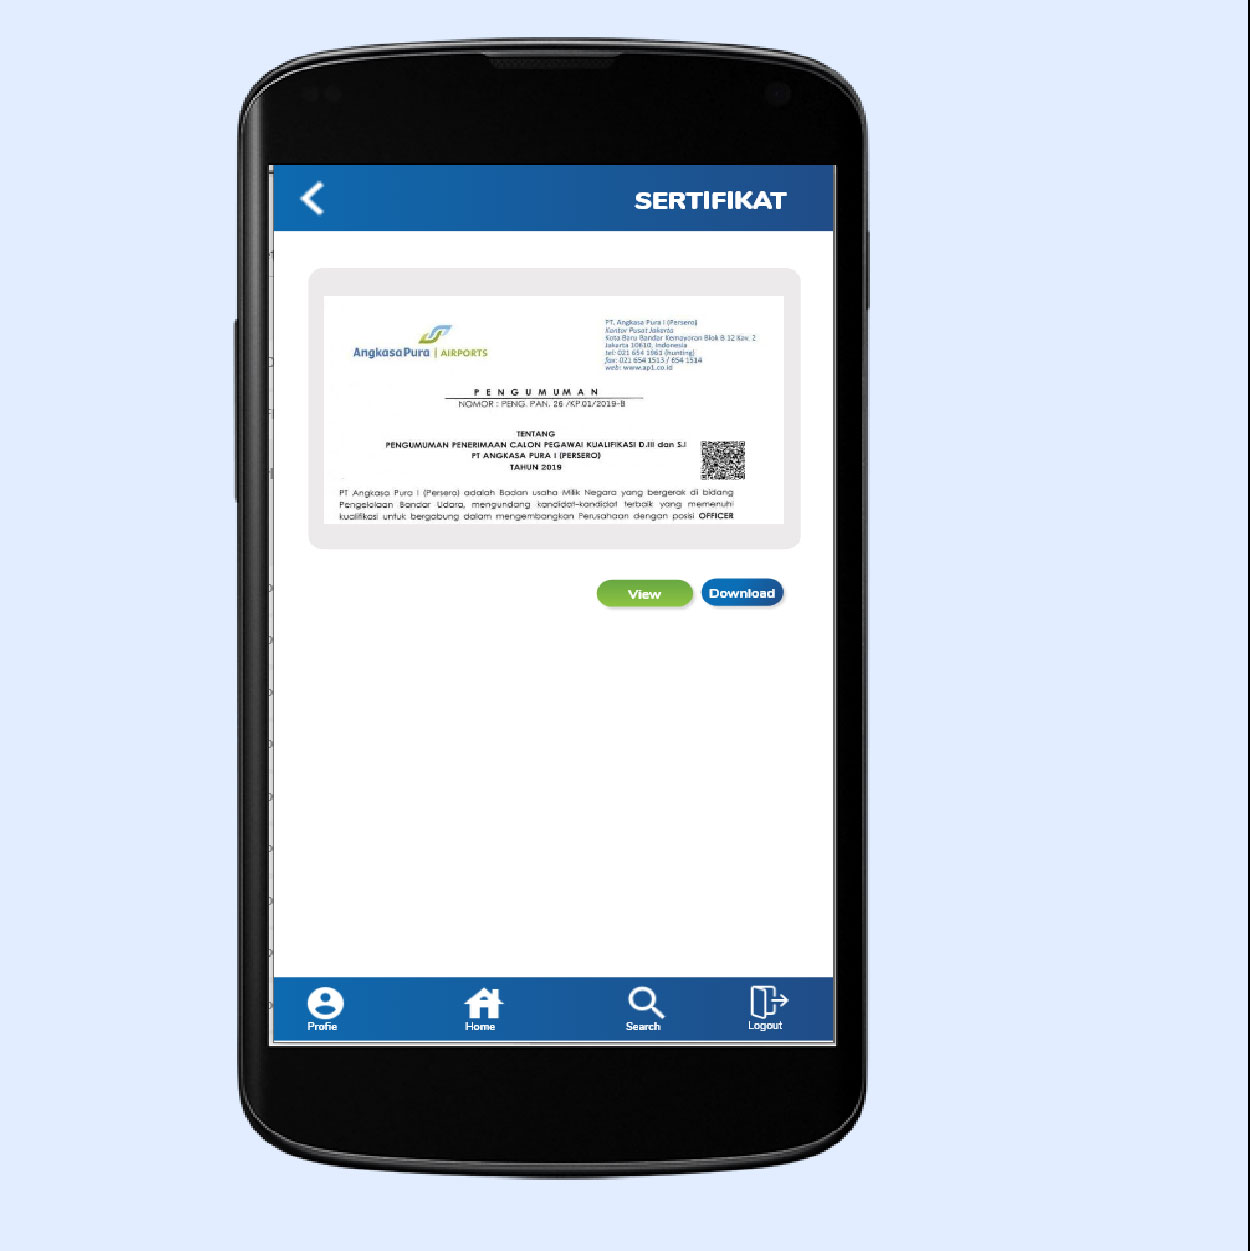 SERTIFIKAT
AngkasaPura | AIRPORTS
PT. Angkasa Pura I (Persero)
Kantor Pusat Jakarta
Kota Baru Bandar Kemayoran Blok B.12 Kav. 2
Jakarta 10610, Indonesia
tel: 021 654 1961 (hunting)
fax: 021 654 1513 / 654 1514
web: www.ap1.co.id
PENGUMUMAN
NOMOR : PENG. PAN. 26 /KP.01/2019-B
TENTANG
PENGUMUMAN PENERIMAAN CALON PEGAWAI KUALIFIKASI D.III dan S.I
PT ANGKASA PURA I (PERSERO)
TAHUN 2019
PT Angkasa Pura I (Persero) adalah Badan usaha Milik Negara yang bergerak di bidang
Pengelolaan Bandar Udara, mengundang kandidat-kandidat terbaik yang memenuhi
kualifikasi untuk bergabung dalam mengembangkan Perusahaan dengan posisi OFFICER
View
Download
Profie
Home
Search
Logout